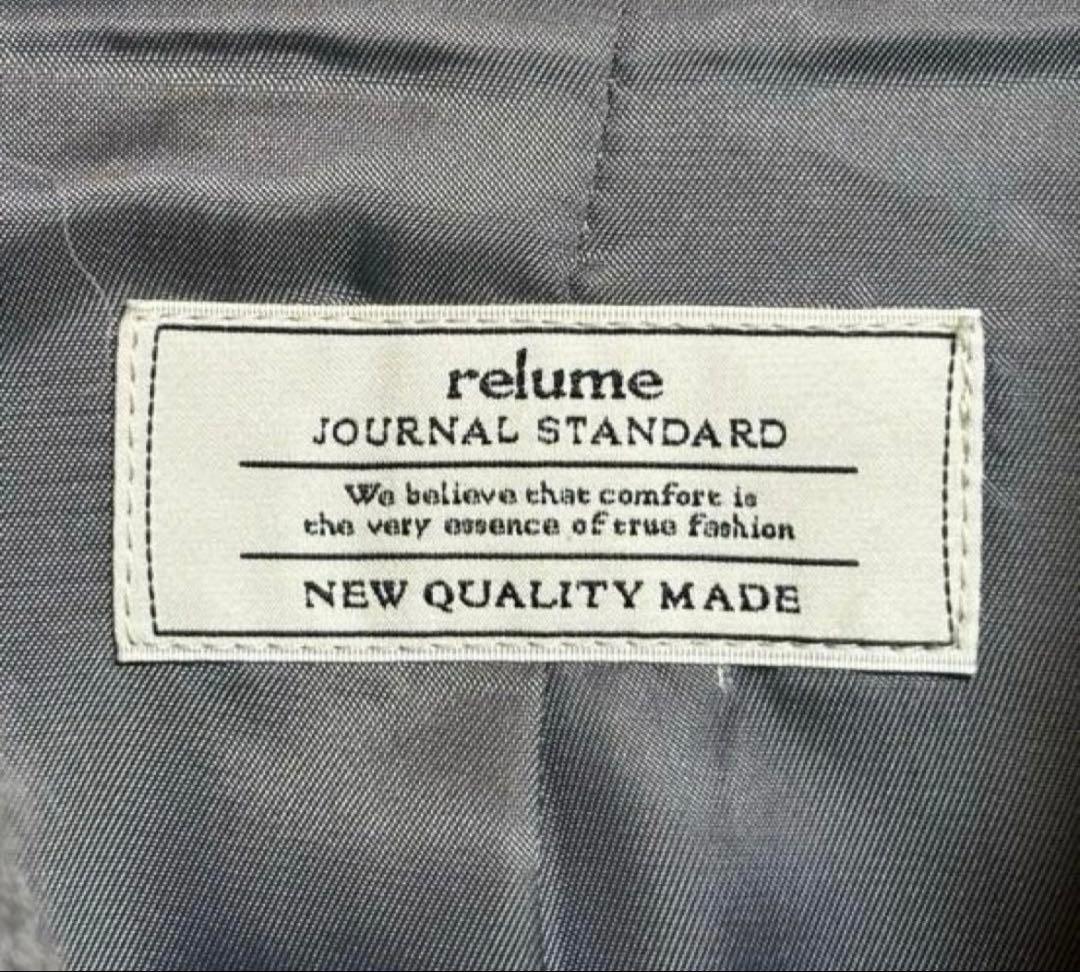 relume
JOURNAL STANDARD
We believe that comfort is
the very essence of true fashion
NEW QUALITY MADE